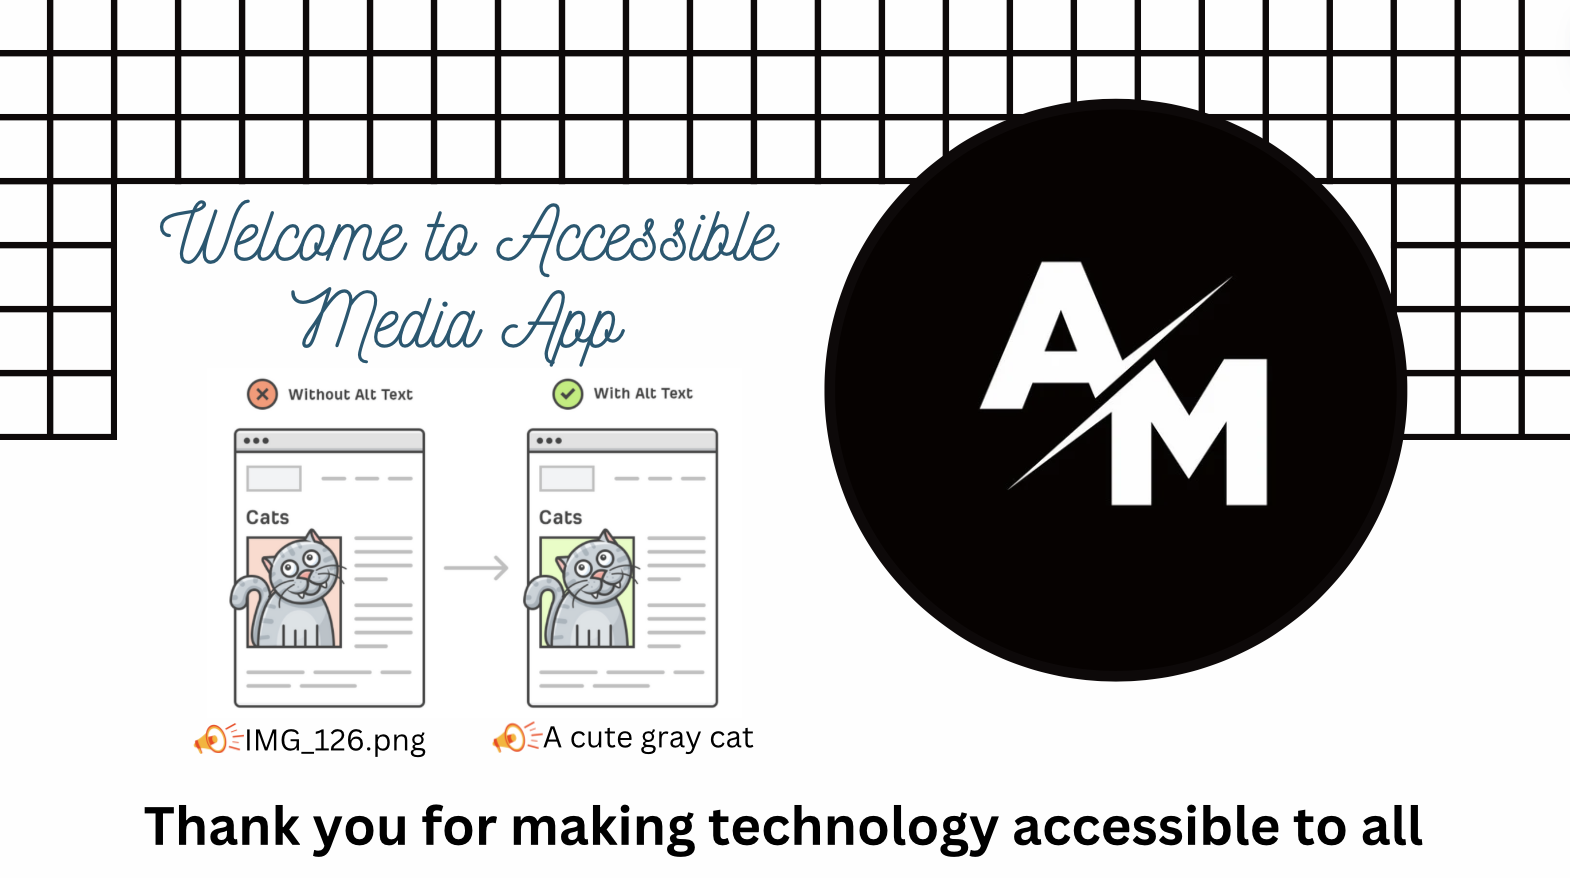 Welcome to Accessible
Media App
Without Alt Text
With Alt Text
Cats
Cats
IMG_126.png
A cute gray cat
AM
Thank you for making technology accessible to all